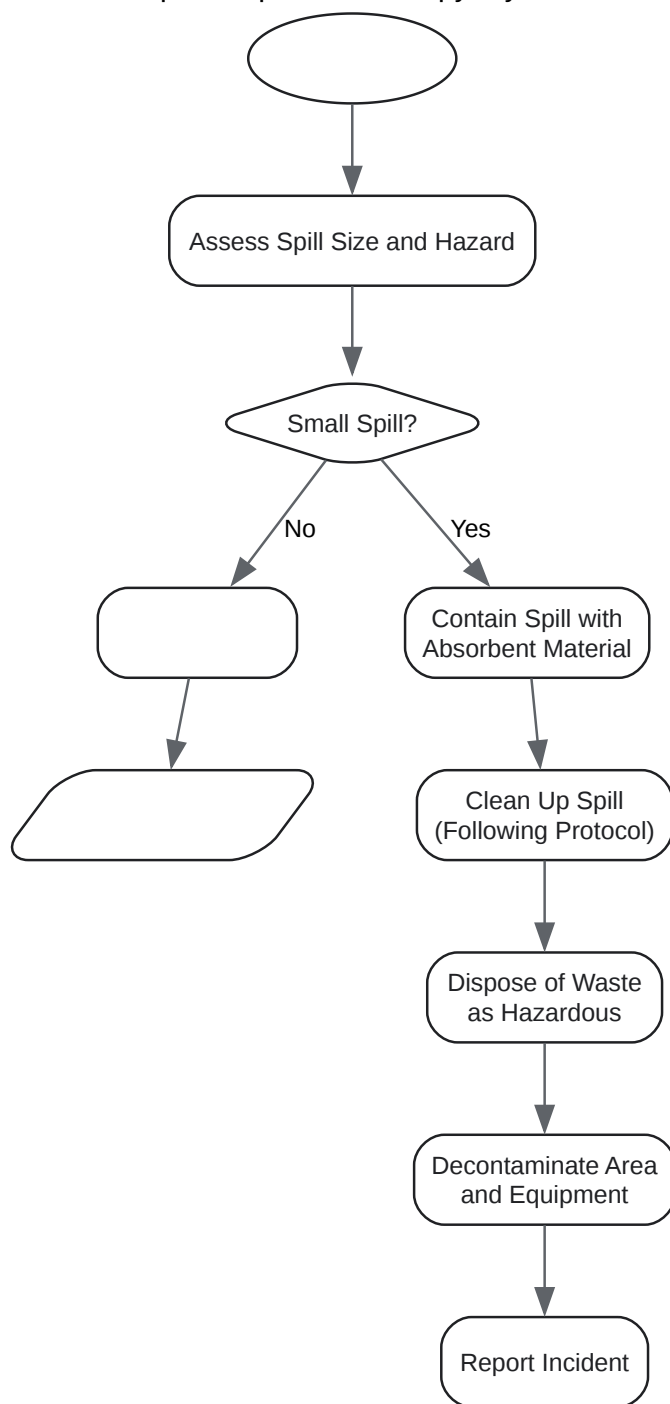 Assess Spill Size and Hazard
Small Spill?
No
Yes
Contain Spill with
Absorbent Material
Clean Up Spill
(Following Protocol)
Dispose of Waste
as Hazardous
Decontaminate Area
and Equipment
Report Incident